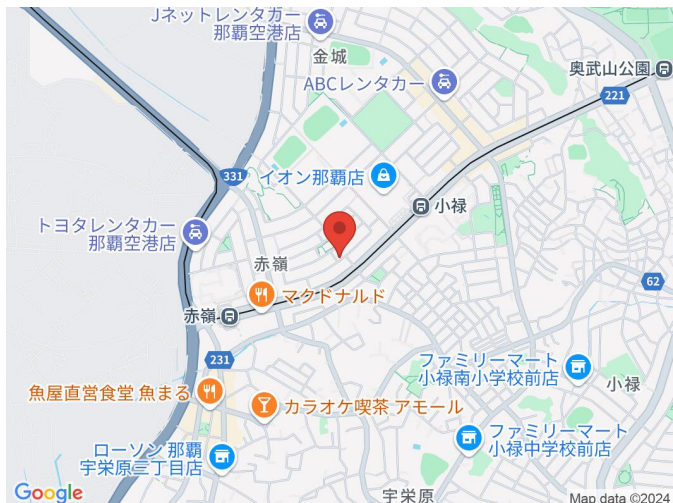 Jネットレンタカー
那覇空港店
金城
奥武山公園
ABCレンタカー
221
331
イオン那覇店
小禄
トヨタレンタカー
那覇空港店
赤嶺
62
マクドナルド
赤嶺
231
ファミリーマート
小禄南小学校前店
小禄
魚屋直営食堂 魚まる
カラオケ喫茶 アモール
ファミリーマート
小禄中学校前店
ローソン 那覇
宇栄原三丁目店
宇栄原
Google
Map data ©2024